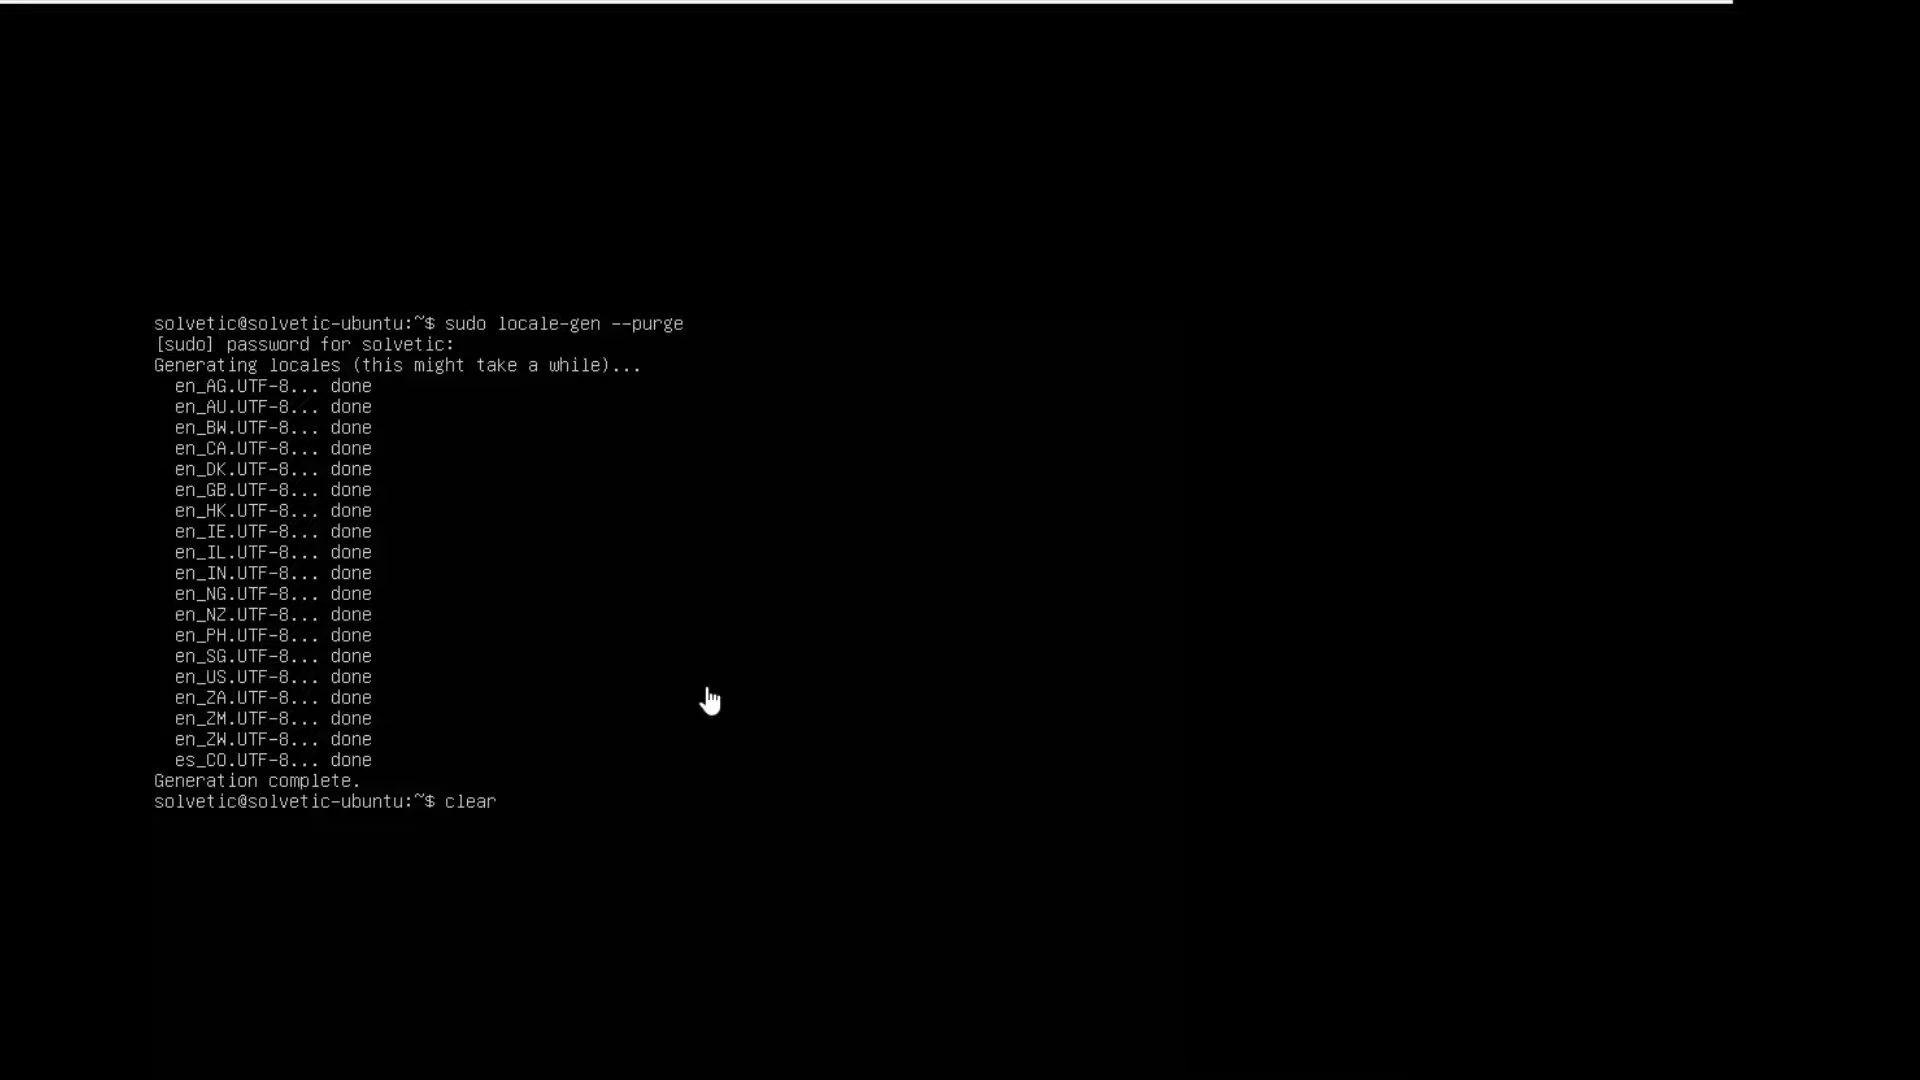 solvetic@solvetic-ubuntu:~$ sudo locale-gen --purge
[sudo] password for solvetic:
Generating locales (this might take a while)...
  en_AG.UTF-8... done
  en_AU.UTF-8... done
  en_BW.UTF-8... done
  en_CA.UTF-8... done
  en_DK.UTF-8... done
  en_GB.UTF-8... done
  en_HK.UTF-8... done
  en_IE.UTF-8... done
  en_IL.UTF-8... done
  en_IN.UTF-8... done
  en_NG.UTF-8... done
  en_NZ.UTF-8... done
  en_PH.UTF-8... done
  en_SG.UTF-8... done
  en_US.UTF-8... done
  en_ZA.UTF-8... done
  en_ZM.UTF-8... done
  en_ZW.UTF-8... done
  es_CO.UTF-8... done
Generation complete.
solvetic@solvetic-ubuntu:~$ clear